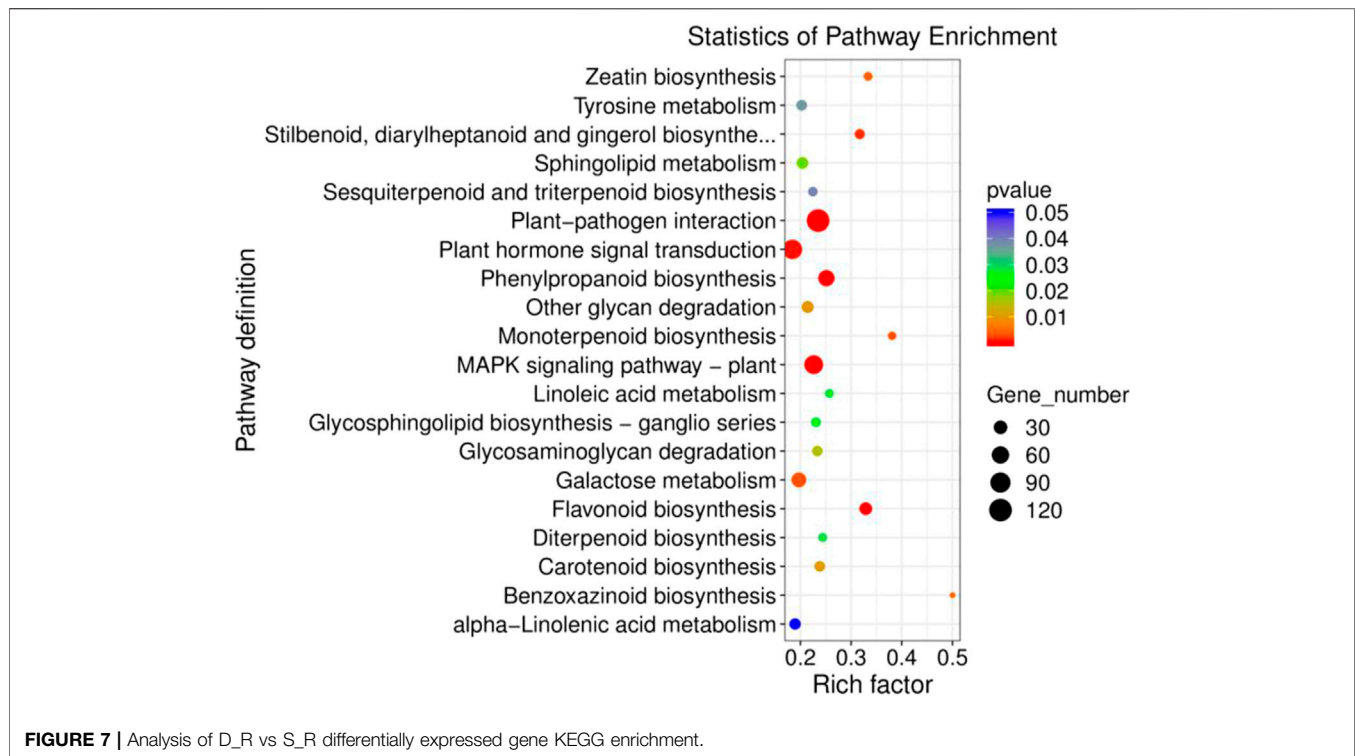 Statistics of Pathway Enrichment
Pathway definition
Zeatin biosynthesis
Tyrosine metabolism
Stilbenoid, diarylheptanoid and gingerol biosynthe...
Sphingolipid metabolism
Sesquiterpenoid and triterpenoid biosynthesis
Plant−pathogen interaction
Plant hormone signal transduction
Phenylpropanoid biosynthesis
Other glycan degradation
Monoterpenoid biosynthesis
MAPK signaling pathway − plant
Linoleic acid metabolism
Glycosphingolipid biosynthesis − ganglio series
Glycosaminoglycan degradation
Galactose metabolism
Flavonoid biosynthesis
Diterpenoid biosynthesis
Carotenoid biosynthesis
Benzoxazinoid biosynthesis
alpha−Linolenic acid metabolism
0.2 0.3 0.4 0.5
Rich factor
pvalue
0.05
0.04
0.03
0.02
0.01
Gene_number
30
60
90
120
FIGURE 7 | Analysis of D_R vs S_R differentially expressed gene KEGG enrichment.